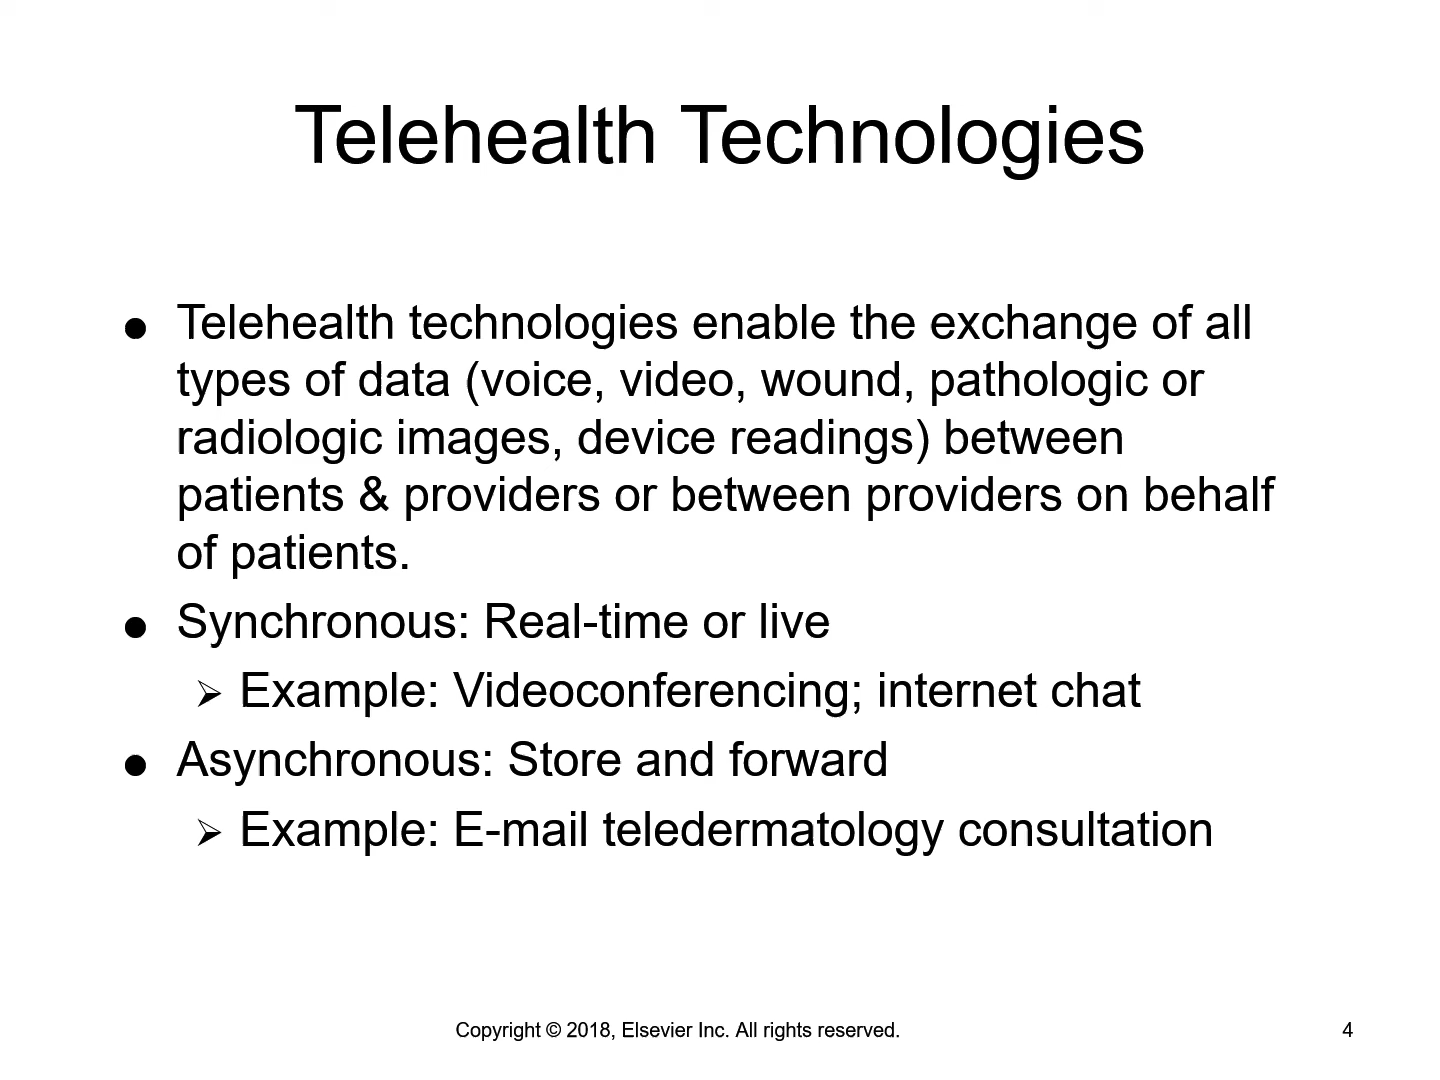 Telehealth Technologies
● Telehealth technologies enable the exchange of all
types of data (voice, video, wound, pathologic or
radiologic images, device readings) between
patients & providers or between providers on behalf
of patients.
● Synchronous: Real-time or live
➢ Example: Videoconferencing; internet chat
● Asynchronous: Store and forward
➢ Example: E-mail teledermatology consultation
Copyright © 2018, Elsevier Inc. All rights reserved.
4